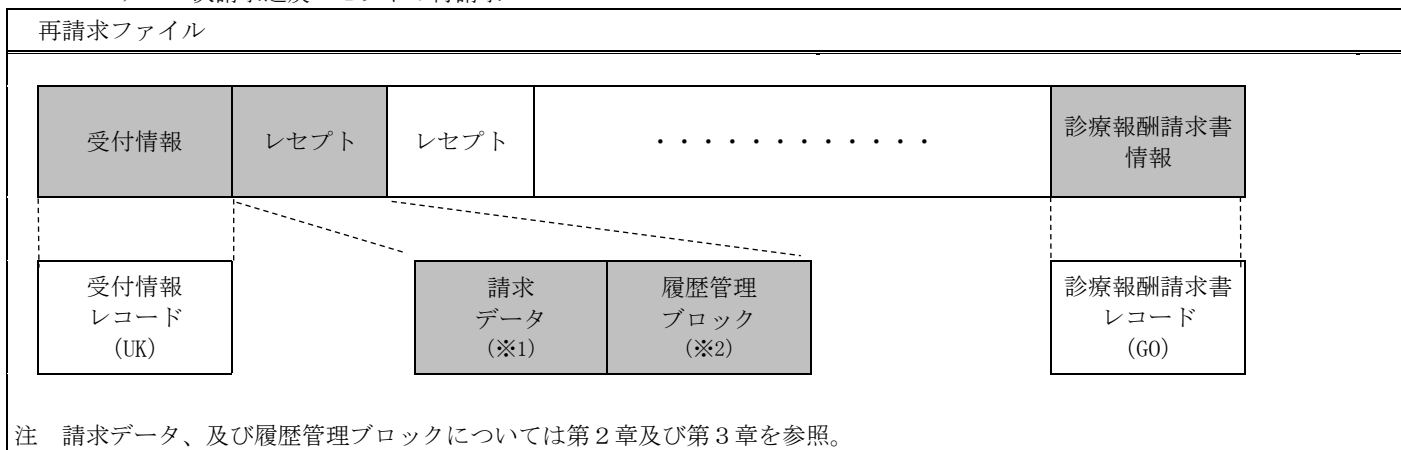 再請求ファイル
受付情報
レセプト
レセプト
・・・・・・・・・・・・
診療報酬請求書
情報
受付情報
レコード
(UK)
請求
データ
(※1)
履歴管理
ブロック
(※2)
診療報酬請求書
レコード
(GO)
注　請求データ、及び履歴管理ブロックについては第２章及び第３章を参照。